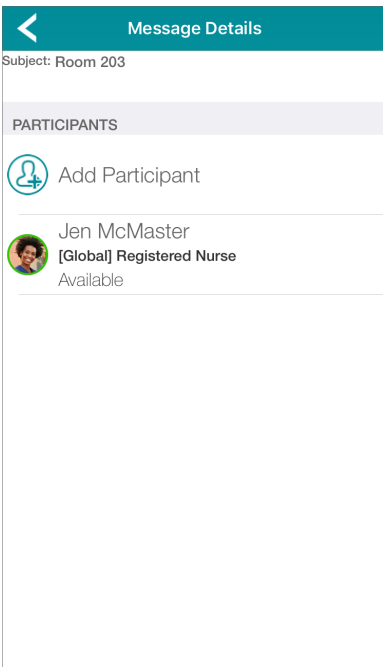 Message Details
Subject: Room 203
PARTICIPANTS
Add Participant
Jen McMaster
[Global] Registered Nurse
Available